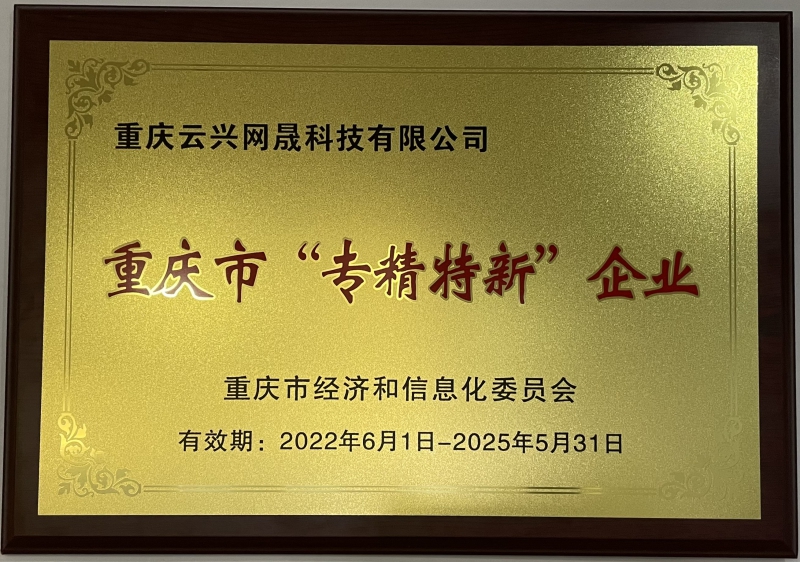 重庆云兴网晟科技有限公司
重庆市“专精特新”企业
重庆市经济和信息化委员会
有效期：2022年6月1日-2025年5月31日